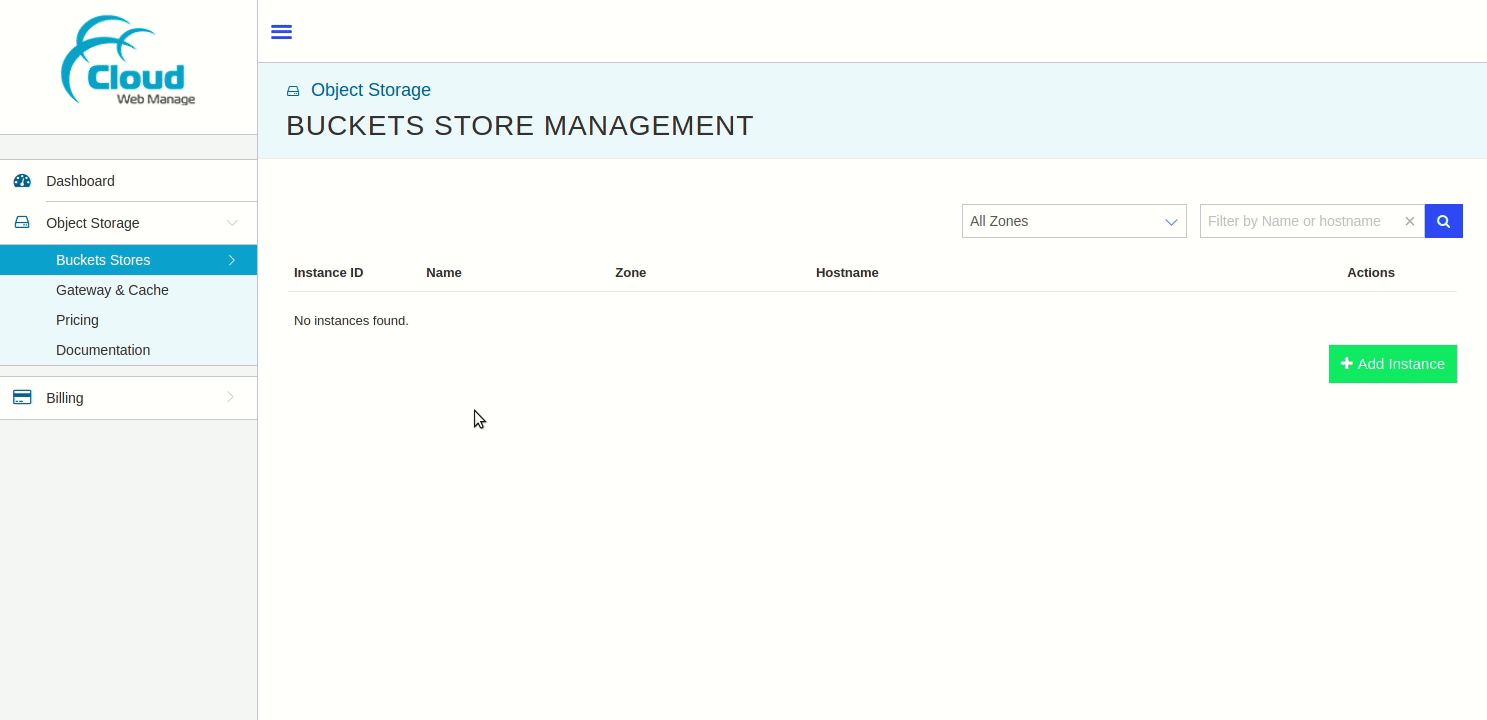 Cloud
Web Manage
Object Storage
BUCKETS STORE MANAGEMENT
Dashboard
Object Storage
Buckets Stores
Gateway & Cache
Pricing
Documentation
Billing
All Zones
Filter by Name or hostname
Instance ID Name Zone Hostname Actions
No instances found.
Add Instance